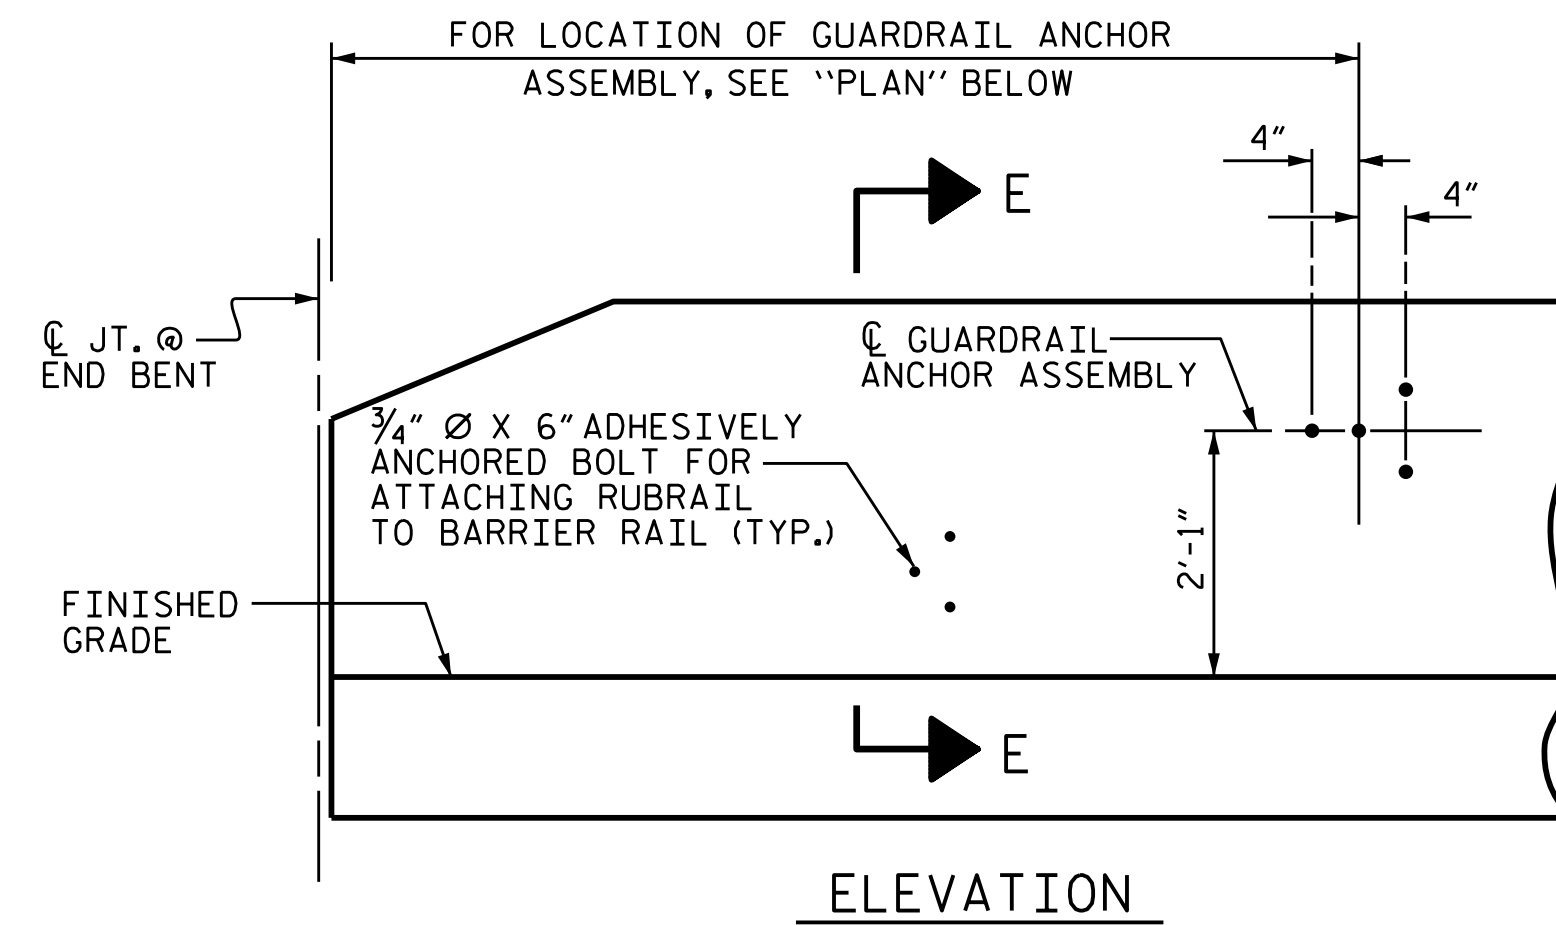 FOR LOCATION OF GUARDRAIL ANCHOR
ASSEMBLY, SEE "PLAN" BELOW
4"
4"
E
℄ JT. @
END BENT
℄ GUARDRAIL
ANCHOR ASSEMBLY
3/4" Ø X 6" ADHESIVELY
ANCHORED BOLT FOR
ATTACHING RUBRAIL
TO BARRIER RAIL (TYP.)
2'-1"
FINISHED
GRADE
E
ELEVATION